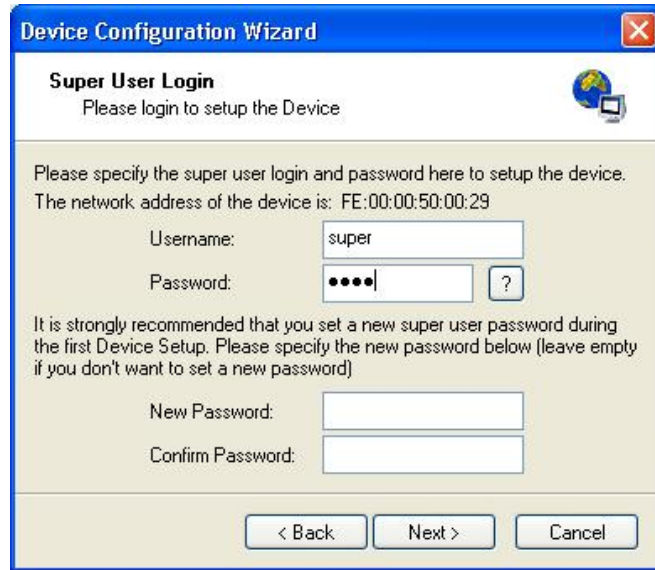 Device Configuration Wizard
Super User Login
Please login to setup the Device
Please specify the super user login and password here to setup the device.
The network address of the device is: FE:00:00:50:00:29
Username: super
Password: ●●●● ?
It is strongly recommended that you set a new super user password during
the first Device Setup. Please specify the new password below (leave empty
if you don't want to set a new password)
New Password:
Confirm Password:
< Back Next > Cancel